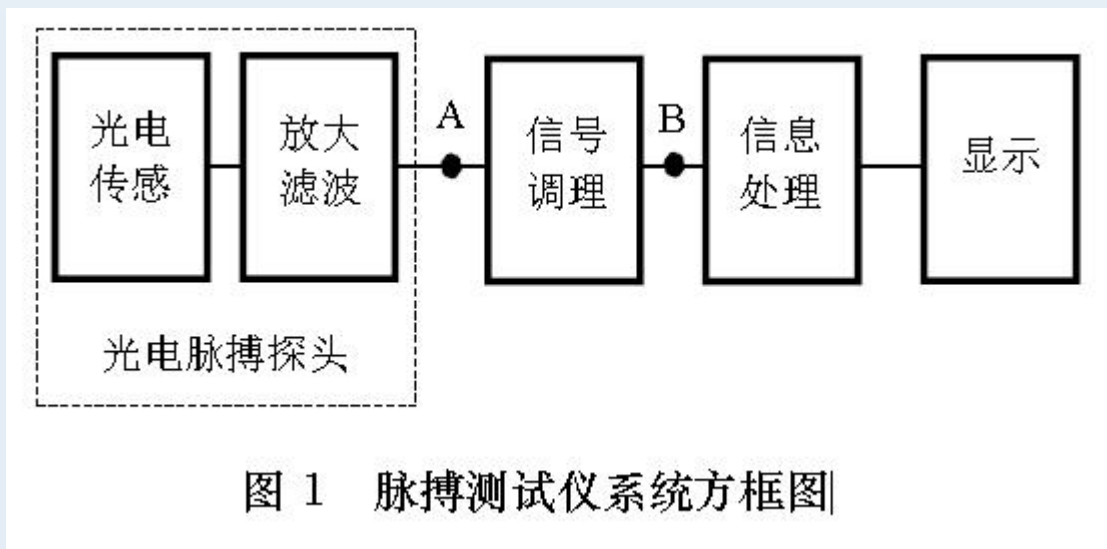 光电
传感
放大
滤波
A
信号
调理
B
信息
处理
显示
光电脉搏探头
图 1 脉搏测试仪系统方框图